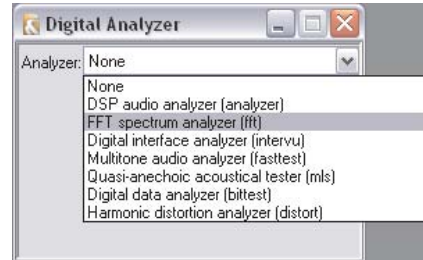 Digital Analyzer
Analyzer: None
None
DSP audio analyzer (analyzer)
FFT spectrum analyzer (fft)
Digital interface analyzer (intervu)
Multitone audio analyzer (fasttest)
Quasi-anechoic acoustical tester (mls)
Digital data analyzer (bittest)
Harmonic distortion analyzer (distort)